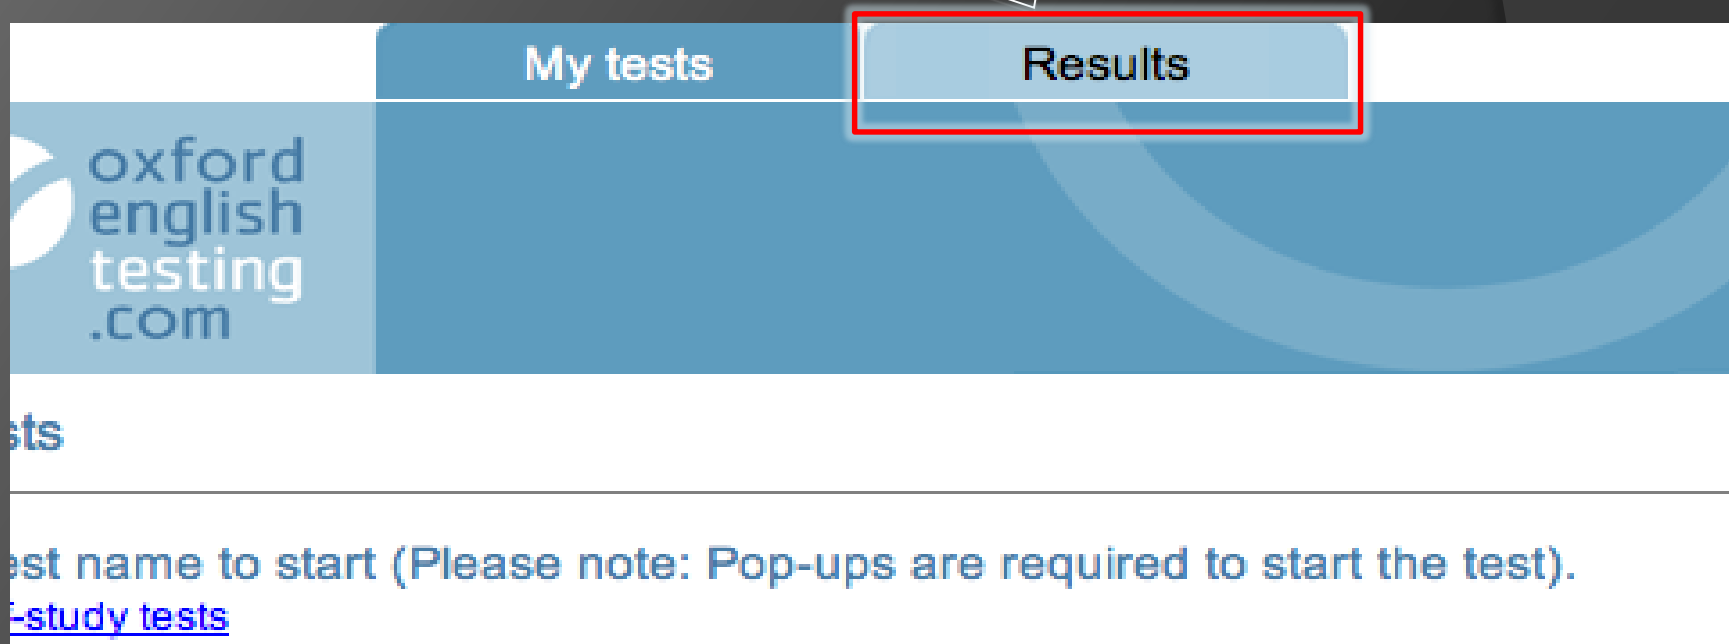 My tests
Results
oxford
english
testing
.com
sts
est name to start (Please note: Pop-ups are required to start the test).
-study tests